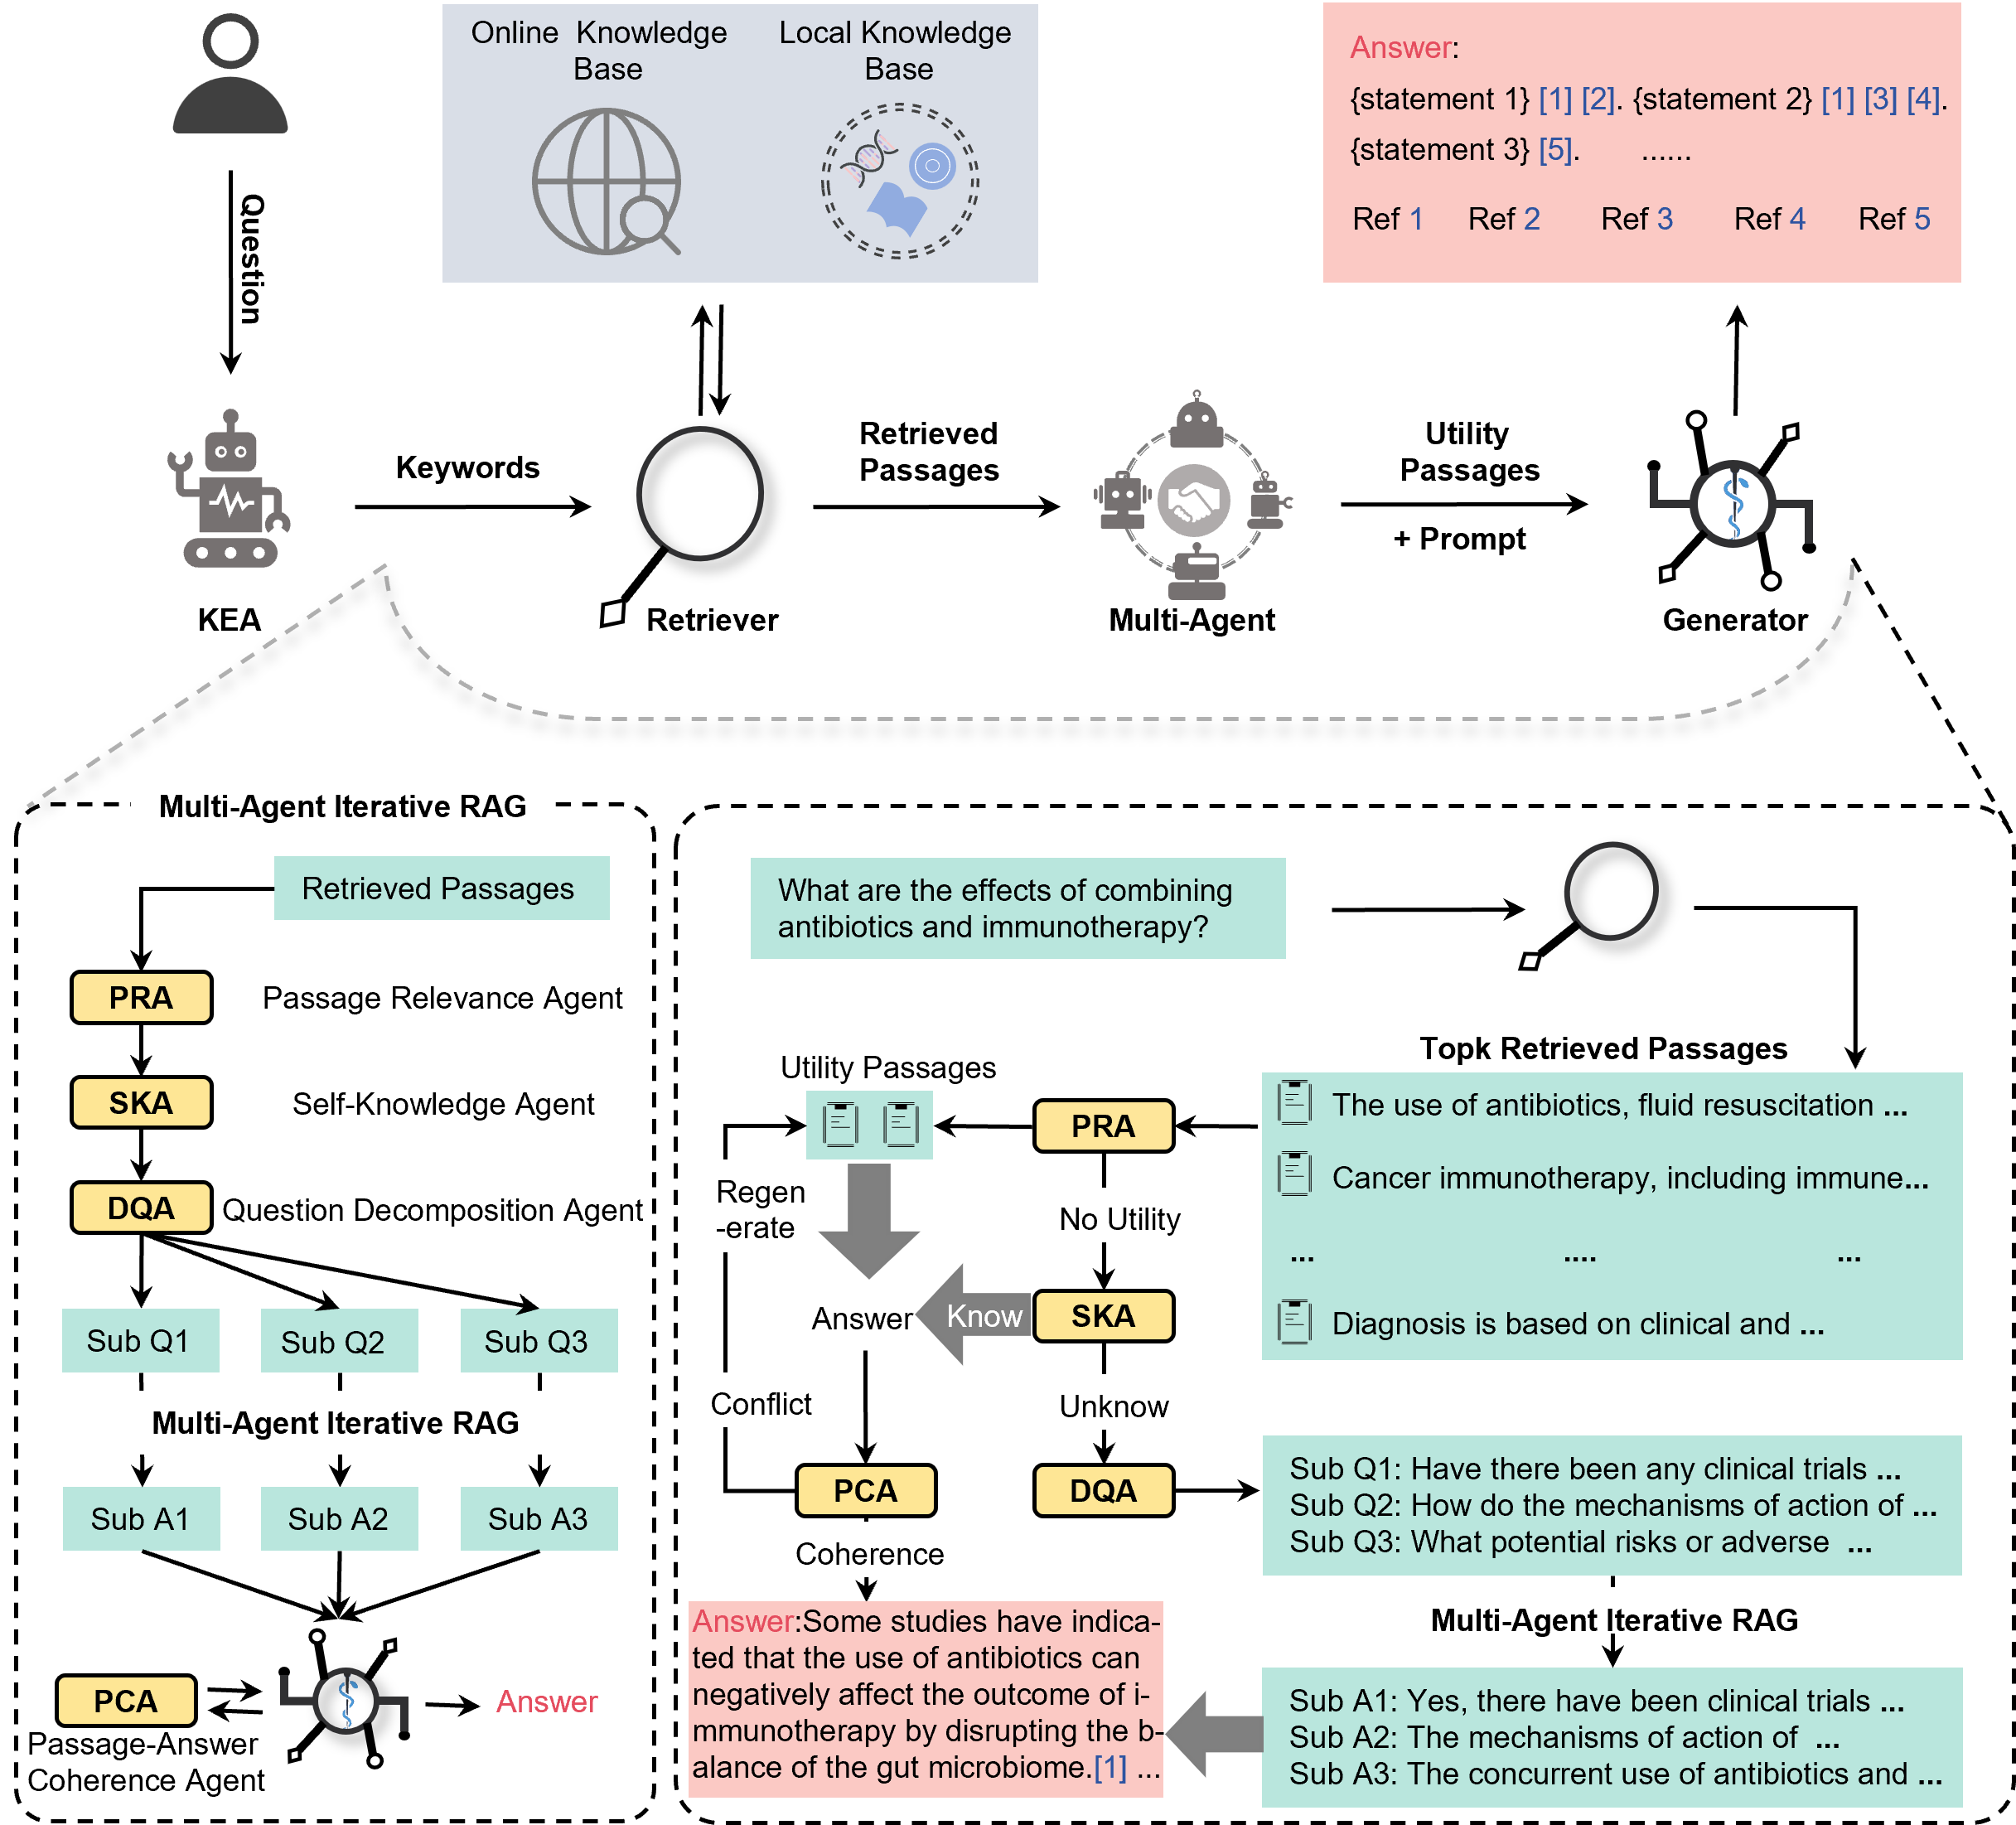 Online Knowledge
Base
Local Knowledge
Base
Answer:
{statement 1} [1] [2]. {statement 2} [1] [3] [4].
{statement 3} [5]. ......
Ref 1 Ref 2 Ref 3 Ref 4 Ref 5
Question
Keywords
Retrieved
Passages
Utility
Passages
+ Prompt
KEA
Retriever
Multi-Agent
Generator
Multi-Agent Iterative RAG
Retrieved Passages
PRA
Passage Relevance Agent
SKA
Self-Knowledge Agent
DQA
Question Decomposition Agent
Sub Q1
Sub Q2
Sub Q3
Multi-Agent Iterative RAG
Sub A1
Sub A2
Sub A3
PCA
Passage-Answer
Coherence Agent
Answer
What are the effects of combining
antibiotics and immunotherapy?
Topk Retrieved Passages
The use of antibiotics, fluid resuscitation ...
Cancer immunotherapy, including immune...
... .... ...
Diagnosis is based on clinical and ...
Utility Passages
PRA
Regen
-erate
No Utility
Answer
Know
SKA
Conflict
Unknow
PCA
DQA
Coherence
Sub Q1: Have there been any clinical trials ...
Sub Q2: How do the mechanisms of action of ...
Sub Q3: What potential risks or adverse ...
Multi-Agent Iterative RAG
Sub A1: Yes, there have been clinical trials ...
Sub A2: The mechanisms of action of ...
Sub A3: The concurrent use of antibiotics and ...
Answer:Some studies have indica-
ted that the use of antibiotics can
negatively affect the outcome of i-
mmunotherapy by disrupting the b-
alance of the gut microbiome.[1] ...